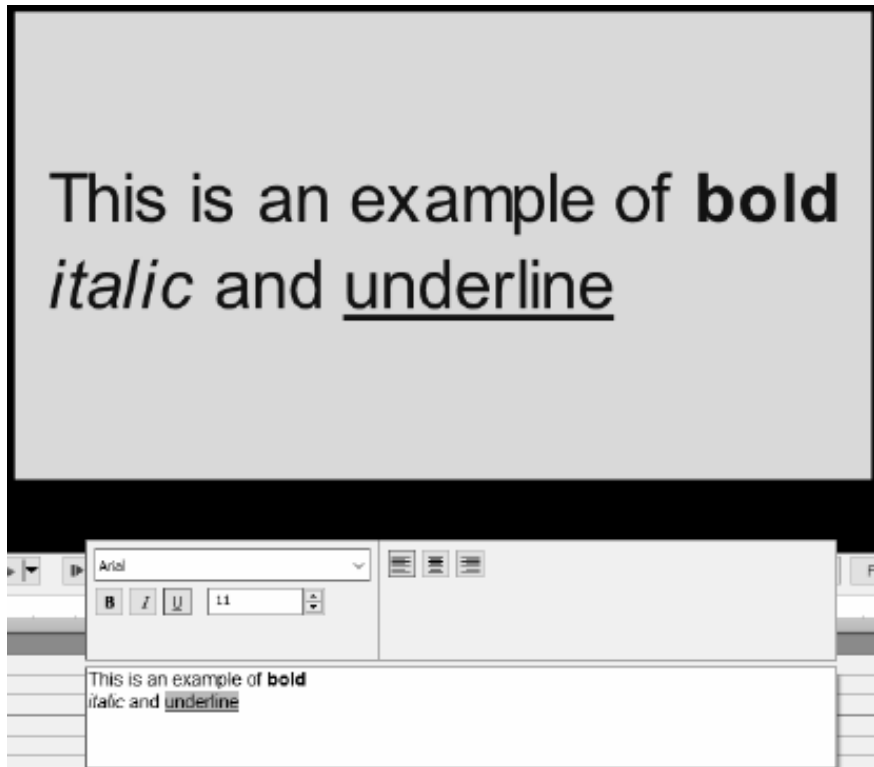 This is an example of bold
italic and underline
Arial
B I U 11
This is an example of bold
italic and underline